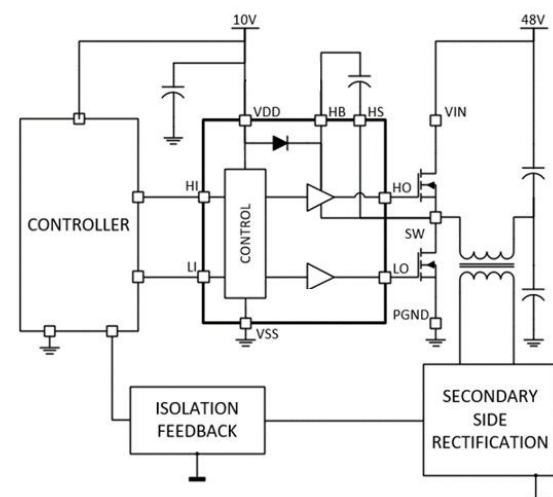 10V
48V
VDD
HB
HS
VIN
HI
HO
CONTROLLER
CONTROL
SW
LI
LO
VSS
PGND
ISOLATION
FEEDBACK
SECONDARY
SIDE
RECTIFICATION